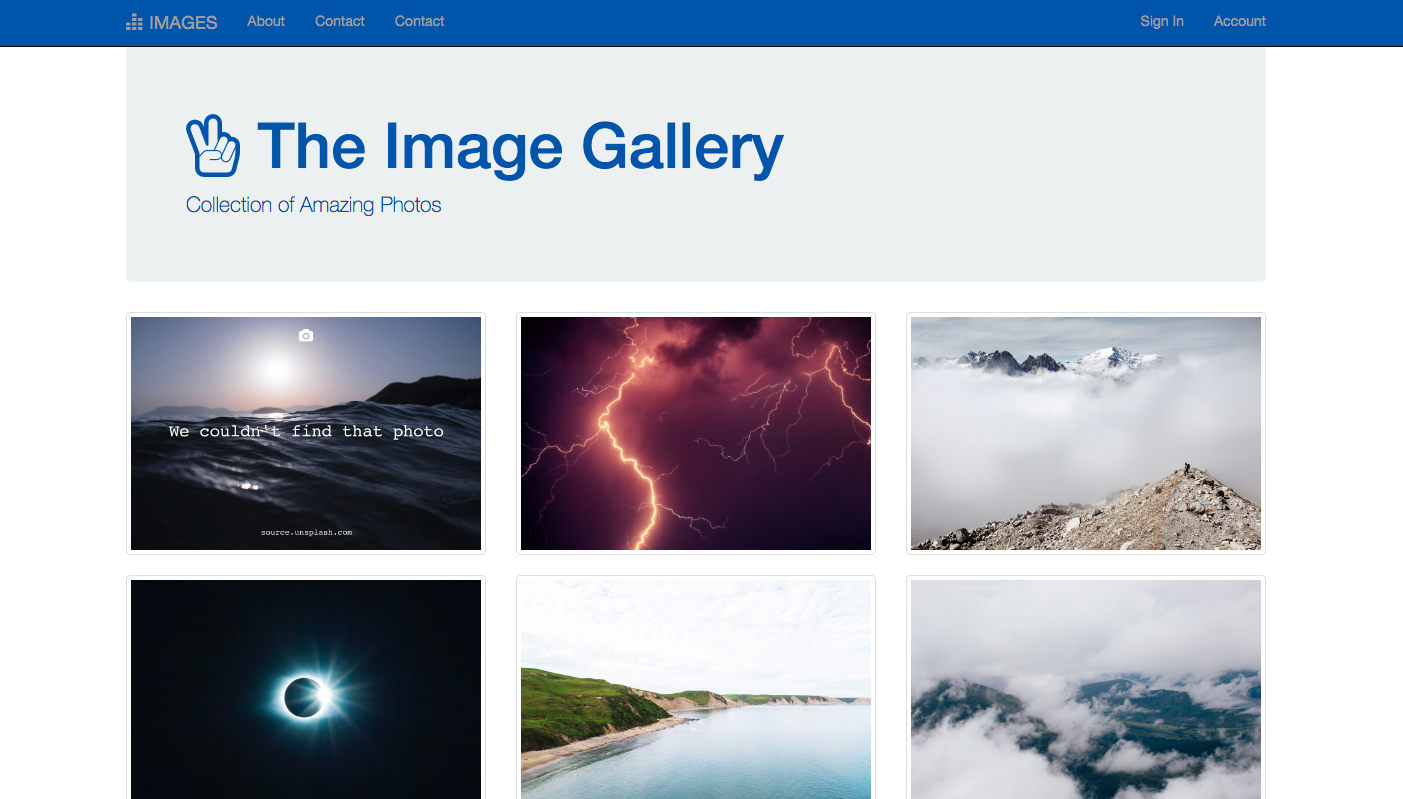 IMAGES About Contact Contact Sign In Account
The Image Gallery
Collection of Amazing Photos
We couldn't find that photo
source.unsplash.com